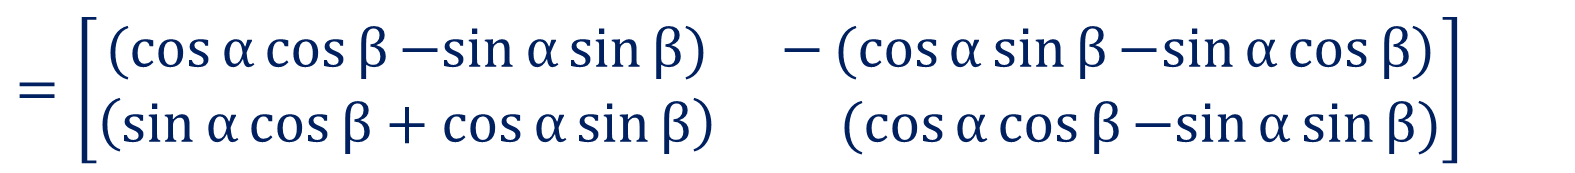 = [(cos α cos β −sin α sin β) − (cos α sin β −sin α cos β)
(sin α cos β + cos α sin β) (cos α cos β −sin α sin β)]